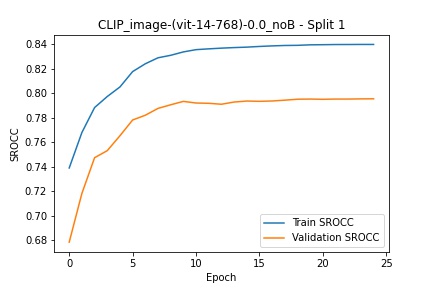 CLIP_image-(vit-14-768)-0.0_noB - Split 1
SROCC
0.84
0.82
0.80
0.78
0.76
0.74
0.72
0.70
0.68
Train SROCC
Validation SROCC
0 5 10 15 20 25
Epoch